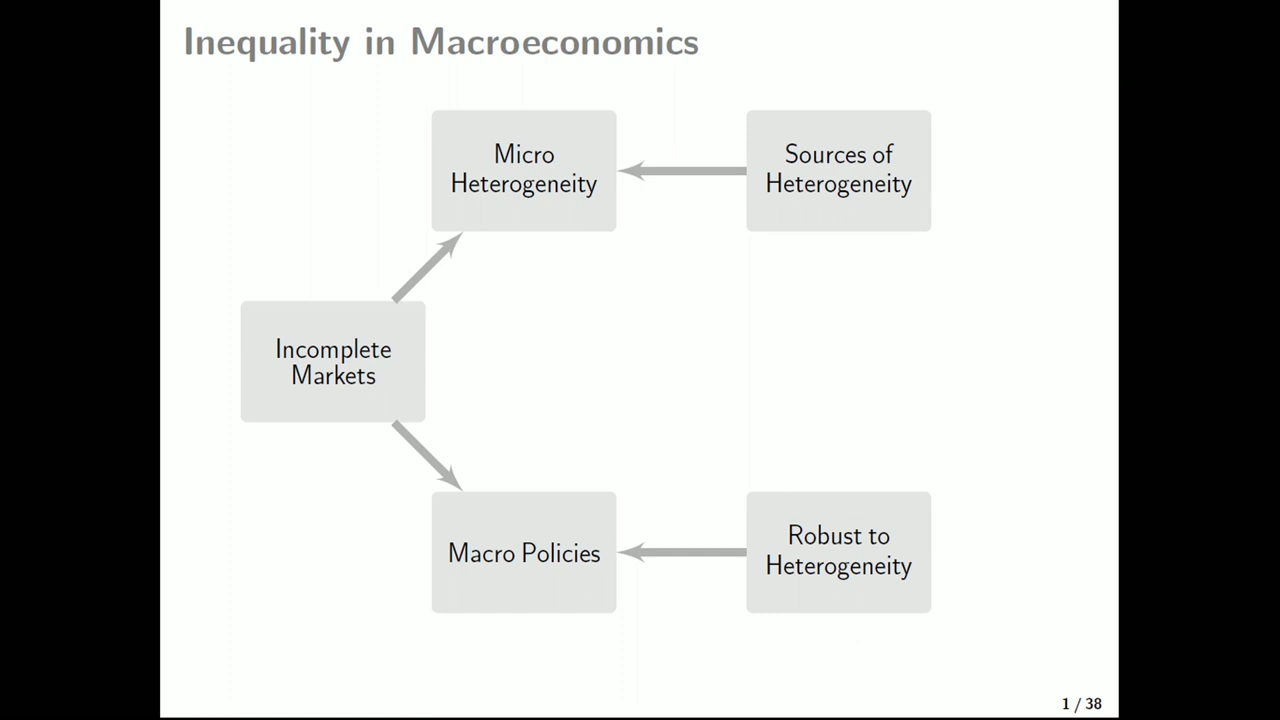 Inequality in Macroeconomics
Micro
Heterogeneity
Sources of
Heterogeneity
Incomplete
Markets
Macro Policies
Robust to
Heterogeneity
1 / 38